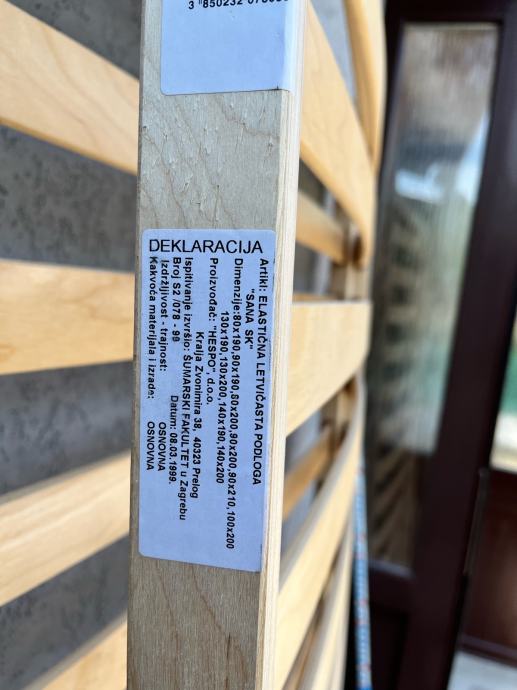 3 850232
DEKLARACIJA
Artikl: ELASTIČNA LETVIČASTA PODLOGA
"SANA SK"
Dimenzije:80x190,90x190,80x200,90x200,90x210,100x200
130x190,130x200,140x190,140x200
Proizvođač: "HESPO", d.o.o.
Kralja Zvonimira 38, 40323 Prelog
Ispitivanje izvršio: ŠUMARSKI FAKULTET u Zagrebu
Broj S2 /078 - 99 Datum: 08.03.1999.
Izdržljivost - trajnost: OSNOVNA
Kakvoća materijala i izrade: OSNOVNA